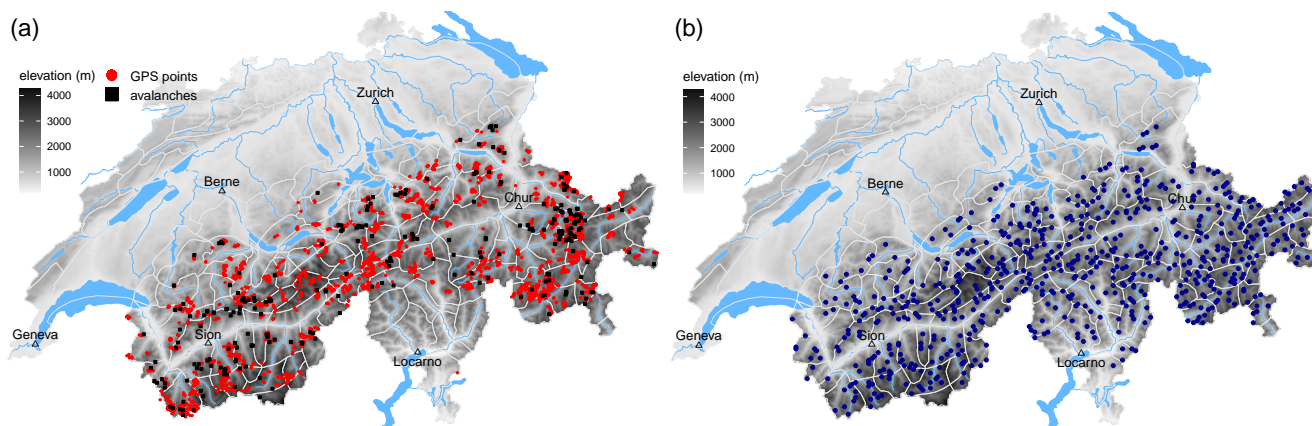 (a)
elevation (m)
4000
3000
2000
1000
GPS points
avalanches
Zurich
Berne
Chur
Geneva
Sion
Locarno
(b)
elevation (m)
4000
3000
2000
1000
Zurich
Berne
Chur
Geneva
Sion
Locarno